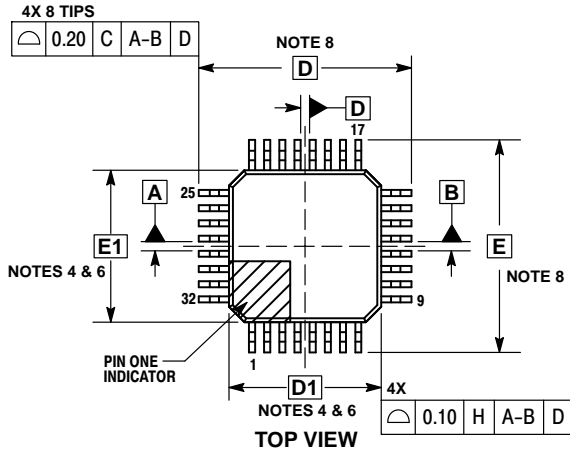 4X 8 TIPS
⌓ 0.20 C A-B D
NOTE 8
D
D
17
25
A
B
E1
E
NOTES 4 & 6
NOTE 8
32
9
PIN ONE
INDICATOR
1
D1
4X
NOTES 4 & 6
⌓ 0.10 H A-B D
TOP VIEW